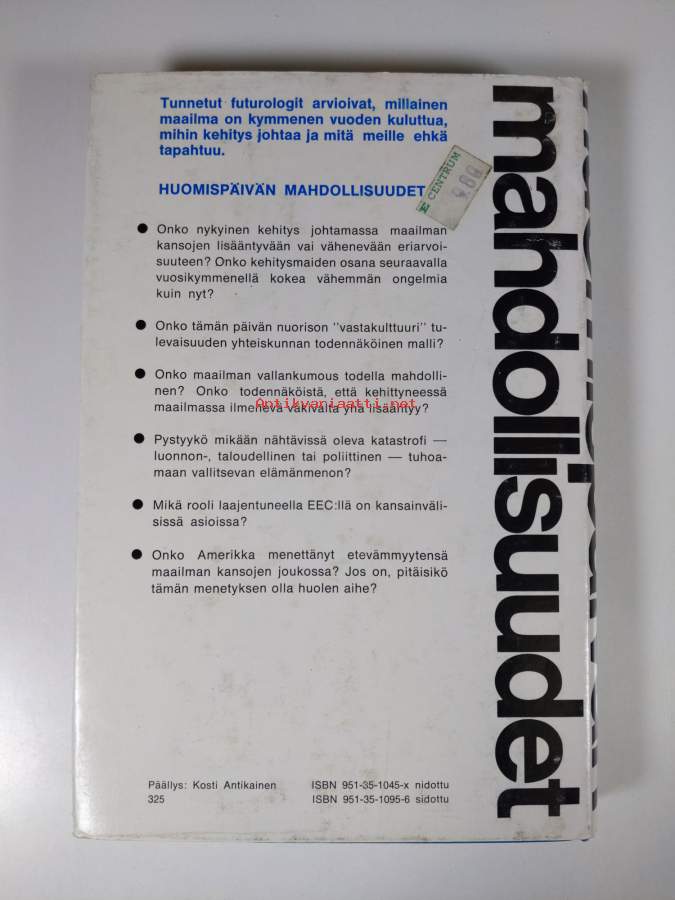 Tunnetut futurologit arvioivat, millainen
maailma on kymmenen vuoden kuluttua,
mihin kehitys johtaa ja mitä meille ehkä
tapahtuu.
HUOMISPÄIVÄN MAHDOLLISUUDET
E CENTRUM
9.80
● Onko nykyinen kehitys johtamassa maailman
kansojen lisääntyvään vai vähenevään eriarvoi-
suuteen? Onko kehitysmaiden osana seuraavalla
vuosikymmenellä kokea vähemmän ongelmia
kuin nyt?
● Onko tämän päivän nuorison "vastakulttuuri" tu-
levaisuuden yhteiskunnan todennäköinen malli?
● Onko maailman vallankumous todella mahdolli-
nen? Onko todennäköistä, että kehittyneessä
maailmassa ilmenevä väkivalta yhä lisääntyy?
Antikvariaatti.net
● Pystyykö mikään nähtävissä oleva katastrofi —
luonnon-, taloudellinen tai poliittinen — tuhoa-
maan vallitsevan elämänmenon?
● Mikä rooli laajentuneella EEC:llä on kansainväli-
sissä asioissa?
● Onko Amerikka menettänyt etevämmyytensä
maailman kansojen joukossa? Jos on, pitäisikö
tämän menetyksen olla huolen aihe?
Päällys: Kosti Antikainen
325
ISBN 951-35-1045-x nidottu
ISBN 951-35-1095-6 sidottu
mahdollisuudet